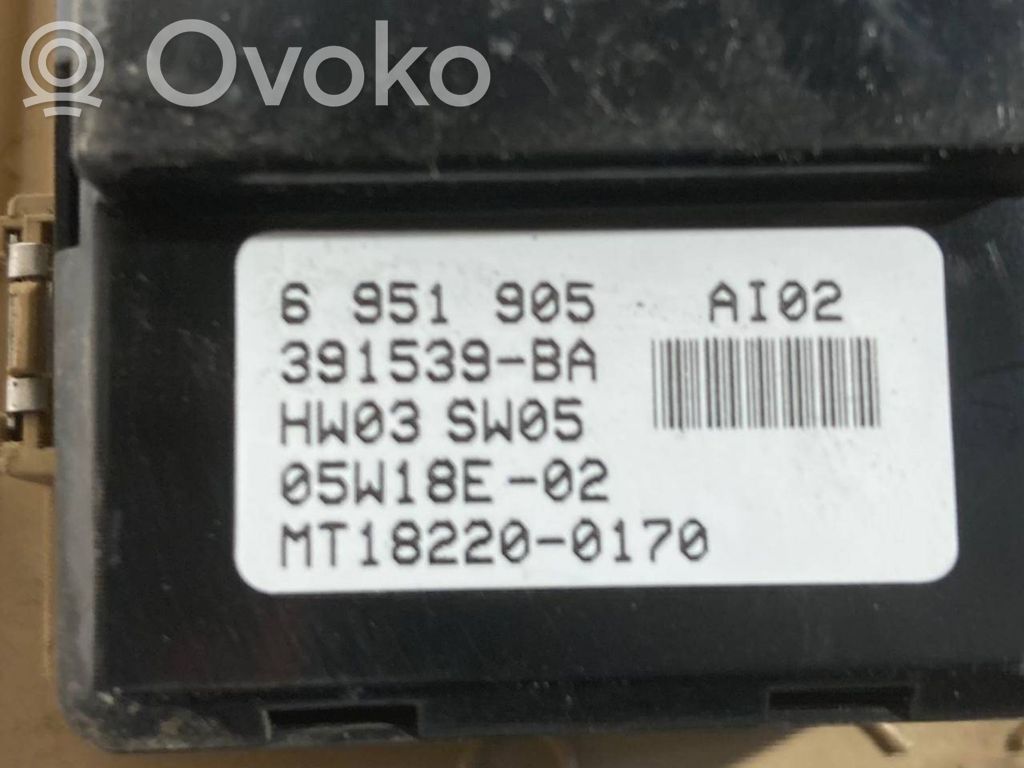 Ovoko
6 951 905 AI02
391539-BA
HW03 SW05
05W18E-02
MT18220-0170